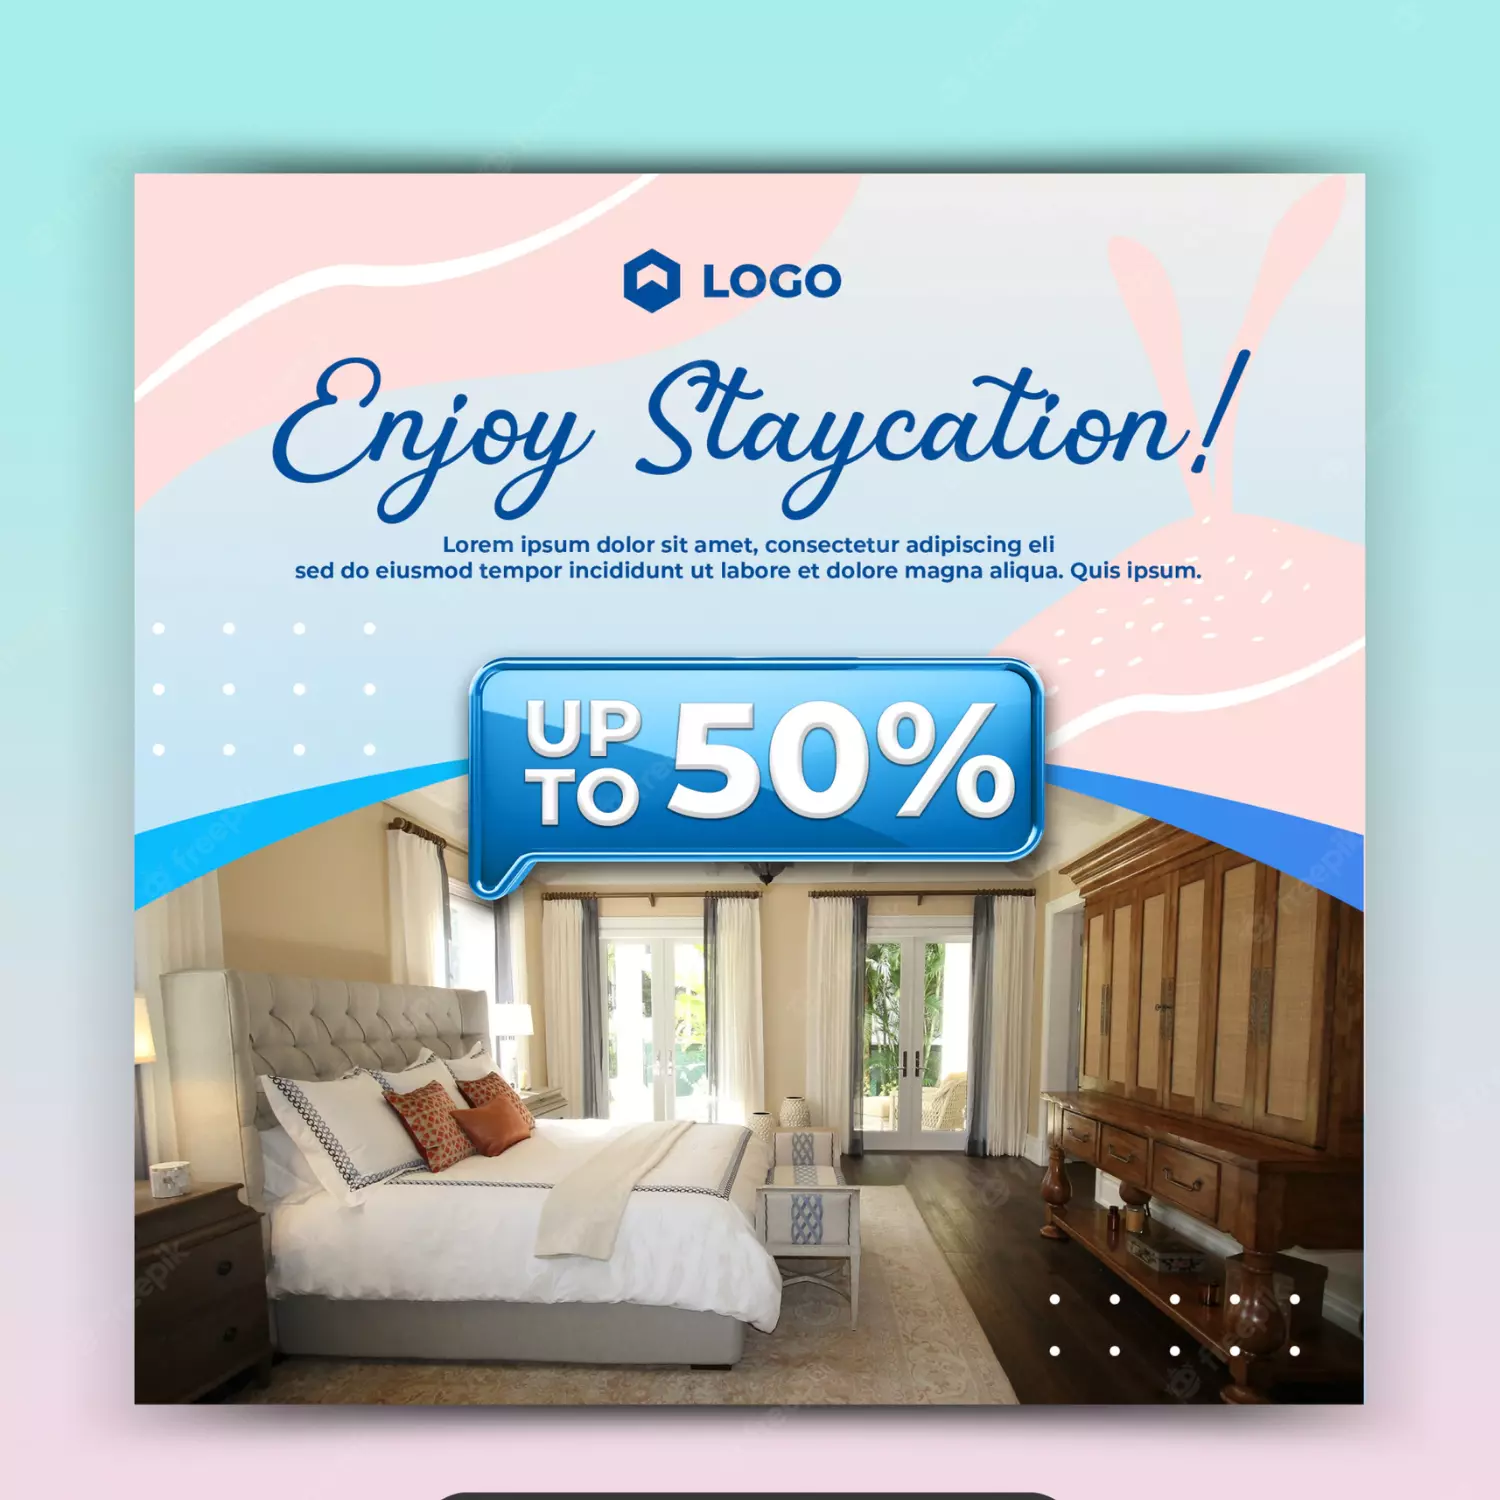 LOGO
Enjoy Staycation!
Lorem ipsum dolor sit amet, consectetur adipiscing eli
sed do eiusmod tempor incididunt ut labore et dolore magna aliqua. Quis ipsum.
UP
TO 50%
freepik